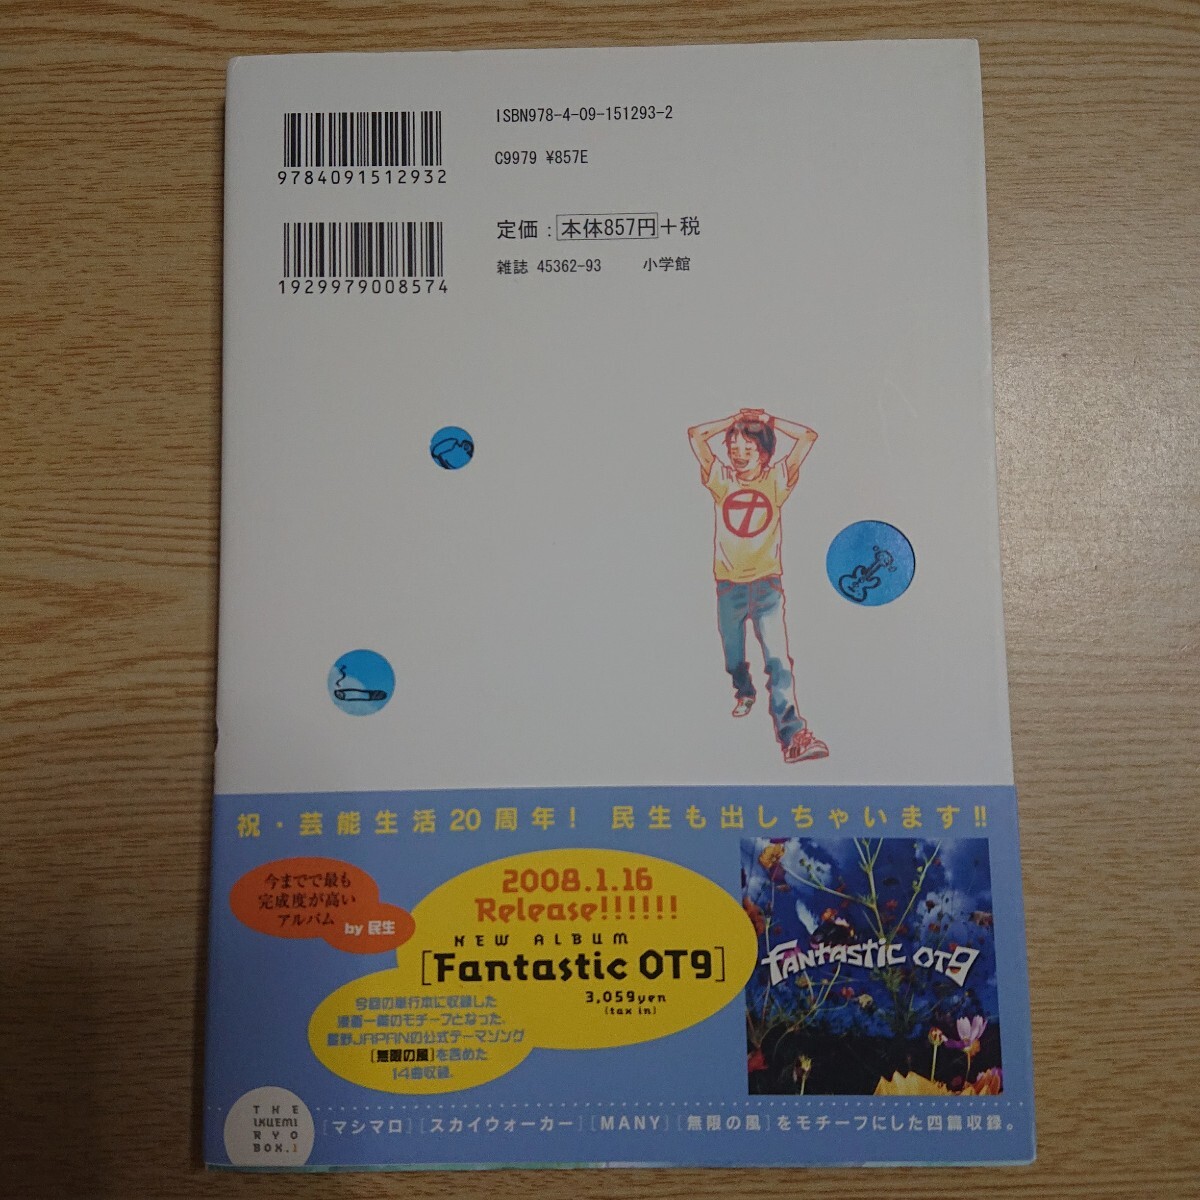 ISBN978-4-09-151293-2
9784091512932
C9979 ¥857E
定価：本体857円＋税
1929979008574
雑誌 45362-93 小学館
ナ
祝・芸能生活20周年！ 民生も出しちゃいます!!
今までで最も
完成度が高い
アルバム
by 民生
2008.1.16
Release!!!!!!
NEW ALBUM
[Fantastic OT9]
3,059yen
(tax in)
FANTASTIC OT9
今回の単行本に収録した
漫画一篇のモチーフとなった、
星野JAPANの公式テーマソング
[無限の風]を含めた
14曲収録。
THE
IKUEMI
RYO
BOX.1
[マシマロ][スカイウォーカー][MANY][無限の風]をモチーフにした四篇収録。